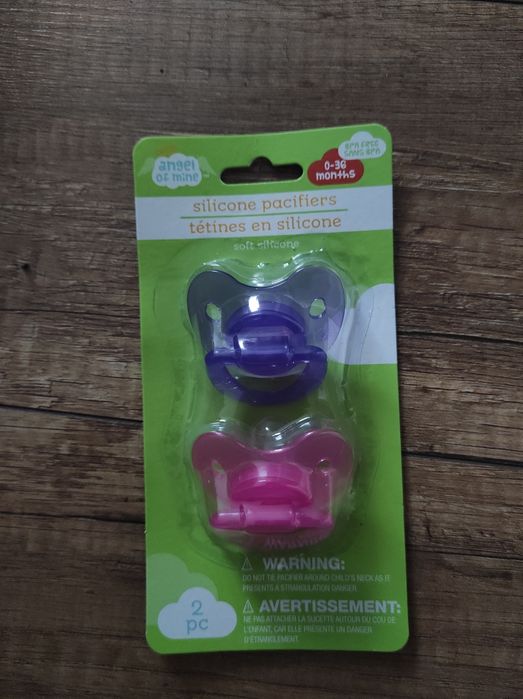 angel
of mine
BPA FREE
SANS BPA
0-36
months
silicone pacifiers
tétines en silicone
soft silicone
WARNING:
DO NOT TIE PACIFIER AROUND CHILD'S NECK AS IT
PRESENTS A STRANGULATION DANGER.
AVERTISSEMENT:
NE PAS ATTACHER LA SUCETTE AUTOUR DU COU DE
L'ENFANT, CAR ELLE PRÉSENTE UN DANGER
D'ÉTRANGLEMENT.
2
pc